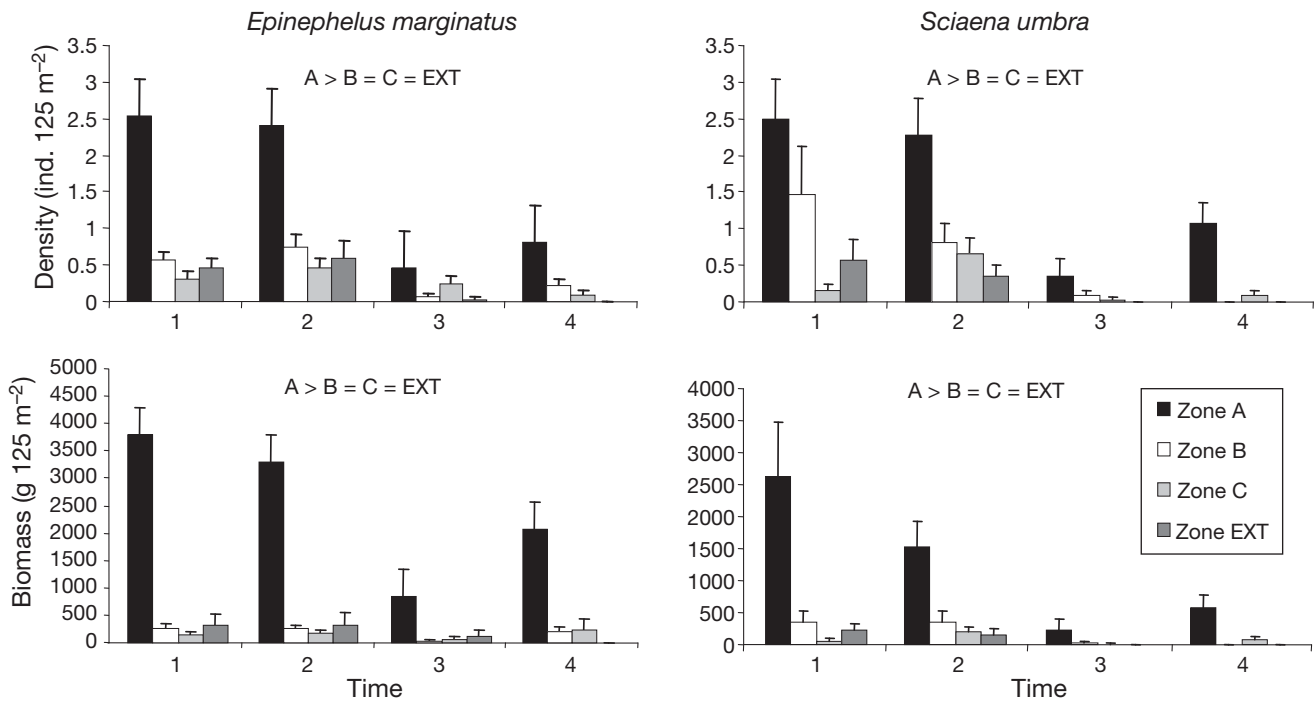 Epinephelus marginatus
Density (ind. 125 m⁻²)
3.5
3
2.5
2
1.5
1
0.5
0
A > B = C = EXT
1 2 3 4
Sciaena umbra
3.5
3
2.5
2
1.5
1
0.5
0
A > B = C = EXT
1 2 3 4
Biomass (g 125 m⁻²)
5000
4500
4000
3500
3000
2500
2000
1500
1000
500
0
A > B = C = EXT
1 2 3 4
Time
4000
3500
3000
2500
2000
1500
1000
500
0
A > B = C = EXT
1 2 3 4
Time
Zone A
Zone B
Zone C
Zone EXT